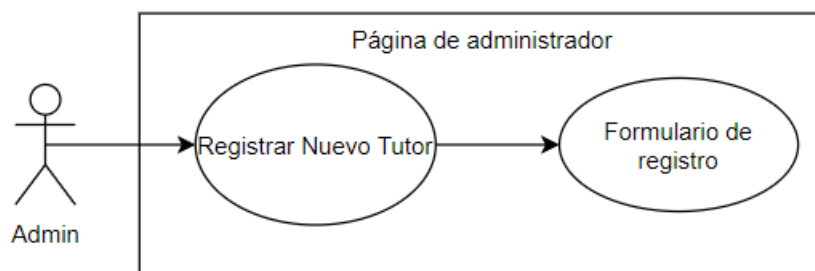 Página de administrador
Registrar Nuevo Tutor
Formulario de
registro
Admin